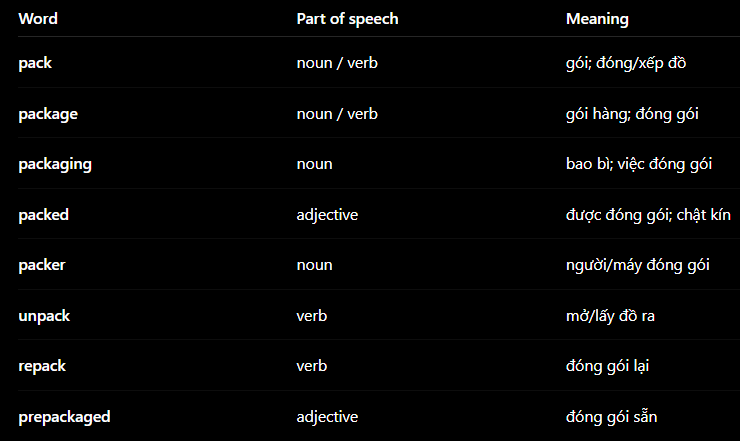 Word Part of speech Meaning
pack noun / verb gói; đóng/xếp đồ
package noun / verb gói hàng; đóng gói
packaging noun bao bì; việc đóng gói
packed adjective được đóng gói; chật kín
packer noun người/máy đóng gói
unpack verb mở/lấy đồ ra
repack verb đóng gói lại
prepackaged adjective đóng gói sẵn